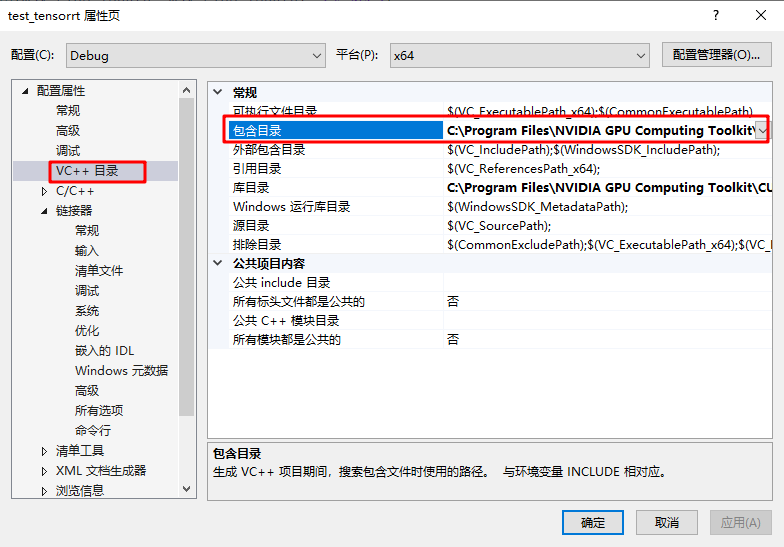 test_tensorrt 属性页
配置(C): Debug 平台(P): x64 配置管理器(O)...
配置属性
常规
高级
调试
VC++ 目录
C/C++
链接器
常规
输入
清单文件
调试
系统
优化
嵌入的 IDL
Windows 元数据
高级
所有选项
命令行
清单工具
XML 文档生成器
浏览信息
常规
可执行文件目录 $(VC_ExecutablePath_x64);$(CommonExecutablePath)
包含目录 C:\Program Files\NVIDIA GPU Computing Toolkit\
外部包含目录 $(VC_IncludePath);$(WindowsSDK_IncludePath);
引用目录 $(VC_ReferencesPath_x64);
库目录 C:\Program Files\NVIDIA GPU Computing Toolkit\CU
Windows 运行库目录 $(WindowsSDK_MetadataPath);
源目录 $(VC_SourcePath);
排除目录 $(CommonExcludePath);$(VC_ExecutablePath_x64);$(VC_I
公共项目内容
公共 include 目录
所有标头文件都是公共的 否
公共 C++ 模块目录
所有模块都是公共的 否
包含目录
生成 VC++ 项目期间，搜索包含文件时使用的路径。 与环境变量 INCLUDE 相对应。
确定 取消 应用(A)